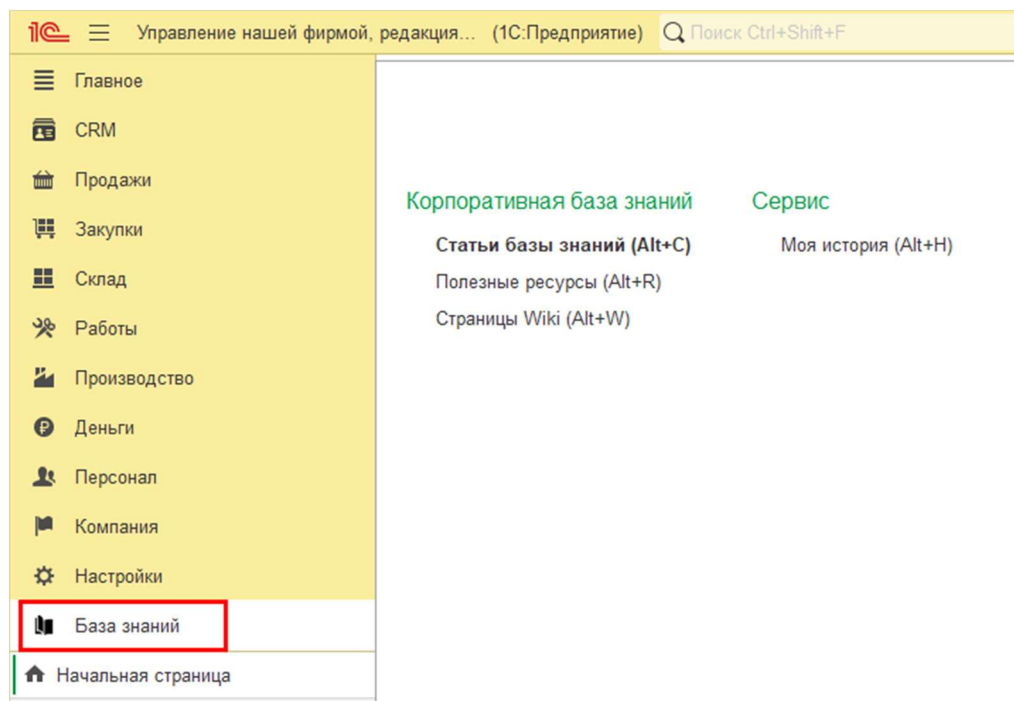 1С Управление нашей фирмой, редакция... (1С:Предприятие) Поиск Ctrl+Shift+F
Главное
CRM
Продажи
Закупки
Склад
Работы
Производство
Деньги
Персонал
Компания
Настройки
База знаний
Начальная страница
Корпоративная база знаний
Статьи базы знаний (Alt+C)
Полезные ресурсы (Alt+R)
Страницы Wiki (Alt+W)
Сервис
Моя история (Alt+H)